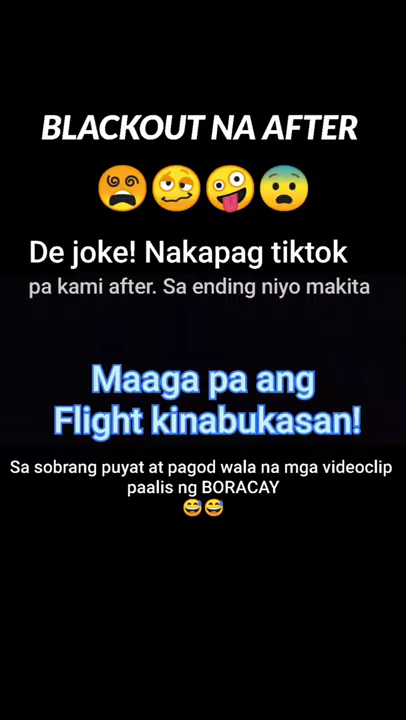 BLACKOUT NA AFTER
😵‍💫🥴🤪😨
De joke! Nakapag tiktok
pa kami after. Sa ending niyo makita
Maaga pa ang
Flight kinabukasan!
Sa sobrang puyat at pagod wala na mga videoclip
paalis ng BORACAY
😅😅